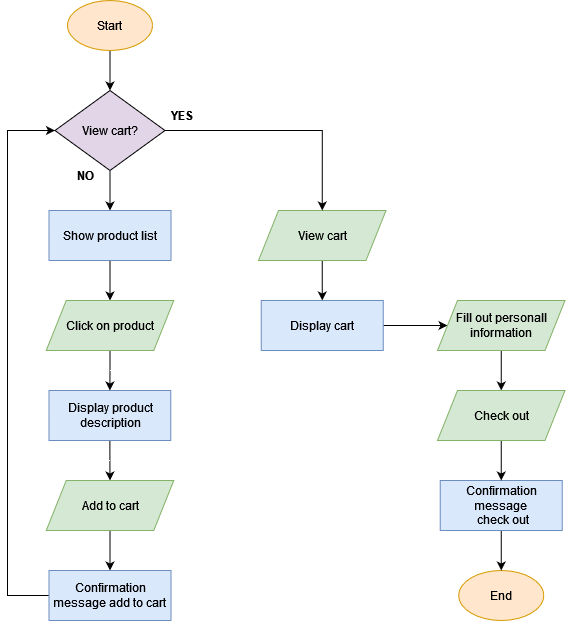 Start
View cart?
YES
NO
Show product list
View cart
Click on product
Display cart
Fill out personall
information
Display product
description
Check out
Add to cart
Confirmation
message
check out
Confirmation
message add to cart
End